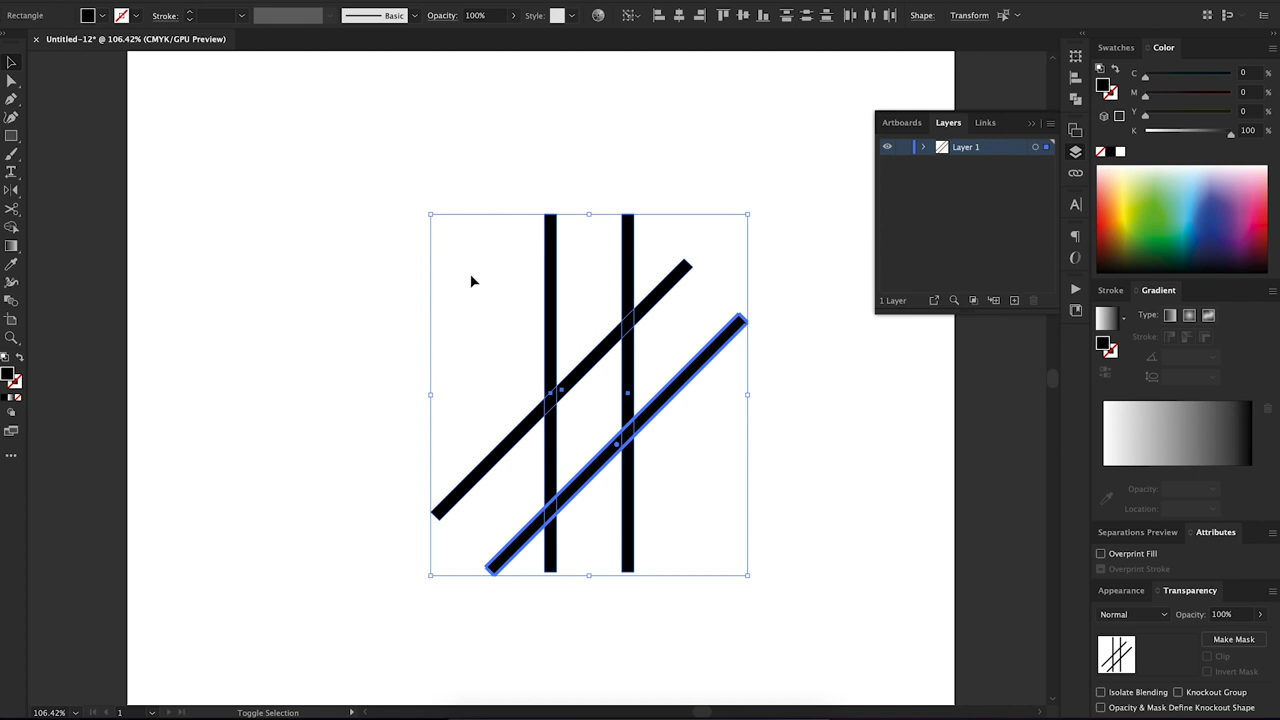 Rectangle Stroke: Basic Opacity: 100% Style: Shape: Transform
× Untitled-12* @ 106.42% (CMYK/GPU Preview)
Swatches Color
C 0 %
M 0 %
Y 0 %
K 100 %
Artboards Layers Links
Layer 1
1 Layer
Stroke Gradient
Type:
Stroke:
Opacity:
Location:
Separations Preview Attributes
Overprint Fill
Overprint Stroke
Appearance Transparency
Normal Opacity: 100%
Make Mask
Clip
Invert Mask
Isolate Blending Knockout Group
Opacity & Mask Define Knockout Shape
106.42% 1 Toggle Selection